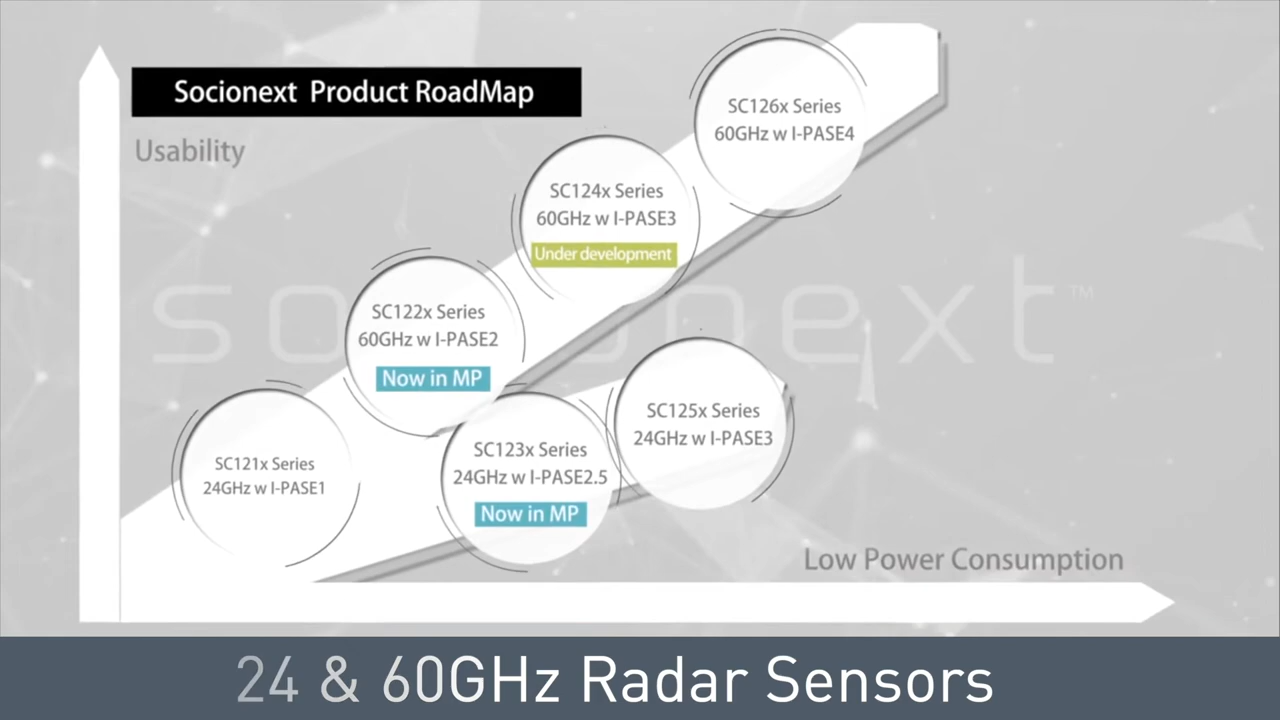 Socionext Product RoadMap
Usability
SC126x Series
60GHz w I-PASE4
SC124x Series
60GHz w I-PASE3
Under development
SC122x Series
60GHz w I-PASE2
Now in MP
SC125x Series
24GHz w I-PASE3
SC123x Series
24GHz w I-PASE2.5
Now in MP
SC121x Series
24GHz w I-PASE1
socionext™
Low Power Consumption
24 & 60GHz Radar Sensors